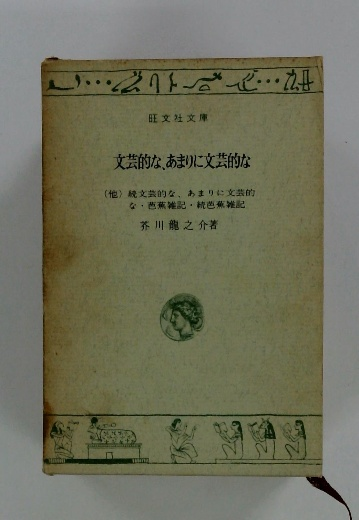 旺文社文庫
文芸的な、あまりに文芸的な
(他) 続文芸的な、あまりに文芸的
な・芭蕉雑記・続芭蕉雑記
芥川龍之介著